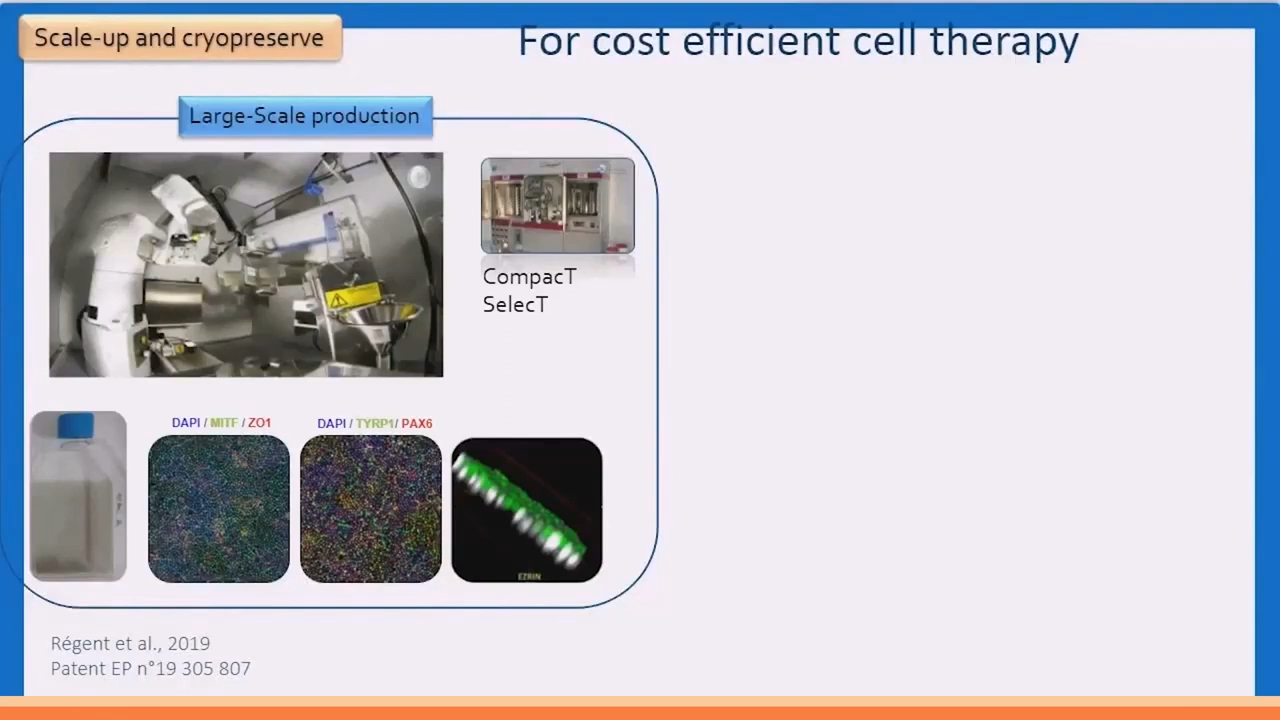 Scale-up and cryopreserve
For cost efficient cell therapy
Large-Scale production
CompacT
SelecT
DAPI / MITF / ZO1
DAPI / TYRP1/ PAX6
EZRIN
Régent et al., 2019
Patent EP n°19 305 807